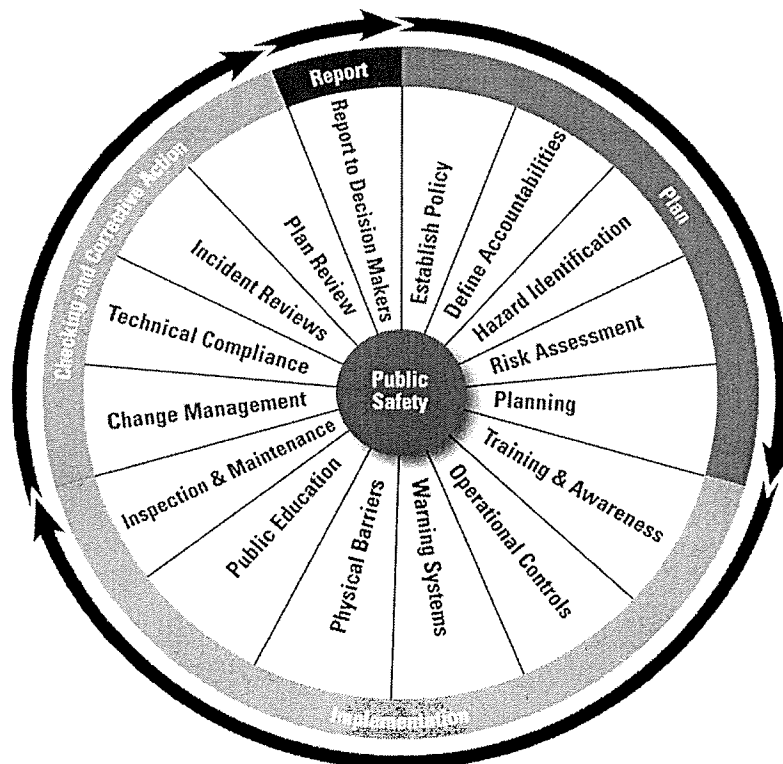 Report
Plan
Implementation
Checking and Corrective Action
Public
Safety
Establish Policy
Define Accountabilities
Hazard Identification
Risk Assessment
Planning
Training & Awareness
Operational Controls
Warning Systems
Physical Barriers
Public Education
Inspection & Maintenance
Change Management
Technical Compliance
Incident Reviews
Plan Review
Report to Decision Makers